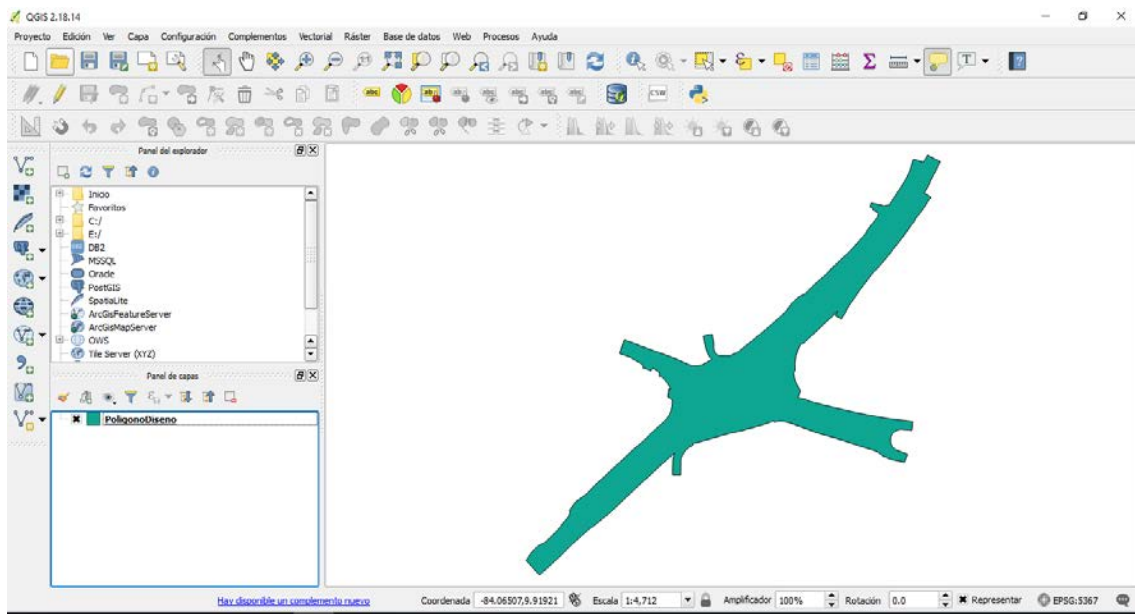 QGIS 2.18.14
Proyecto Edición Ver Capa Configuración Complementos Vectorial Ráster Base de datos Web Procesos Ayuda
abc abc CSW
Panel del explorador
Inicio
Favoritos
C:/
E:/
DB2
MSSQL
Oracle
PostGIS
SpatiaLite
ArcGisFeatureServer
ArcGisMapServer
OWS
Tile Server (XYZ)
Panel de capas
PoligonoDiseno
Hay disponible un complemento nuevo Coordenada -84.06507,9.91921 Escala 1:4,712 Amplificador 100% Rotación 0.0 Representar EPSG:5367